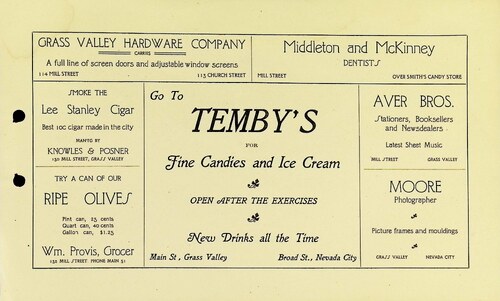 GRASS VALLEY HARDWARE COMPANY
CARRIES
A full line of screen doors and adjustable window screens
114 MILL STREET 113 CHURCH STREET
Middleton and McKinney
DENTISTS
MILL STREET OVER SMITH'S CANDY STORE
SMOKE THE
Lee Stanley Cigar
Best 10c cigar made in the city
MANF'D BY
KNOWLES & POSNER
130 MILL STREET, GRASS VALLEY
TRY A CAN OF OUR
RIPE OLIVES
Pint can, 25 cents
Quart can, 40 cents
Gallon can, $1.25
Wm. Provis, Grocer
MILL STREET. PHONE MAIN 51
Go To
TEMBY'S
FOR
Fine Candies and Ice Cream
OPEN AFTER THE EXERCISES
New Drinks all the Time
Main St., Grass Valley Broad St., Nevada City
AVER BROS.
Stationers, Booksellers
and Newsdealers
Latest Sheet Music
MILL STREET GRASS VALLEY
MOORE
Photographer
Picture frames and mouldings
GRASS VALLEY NEVADA CITY